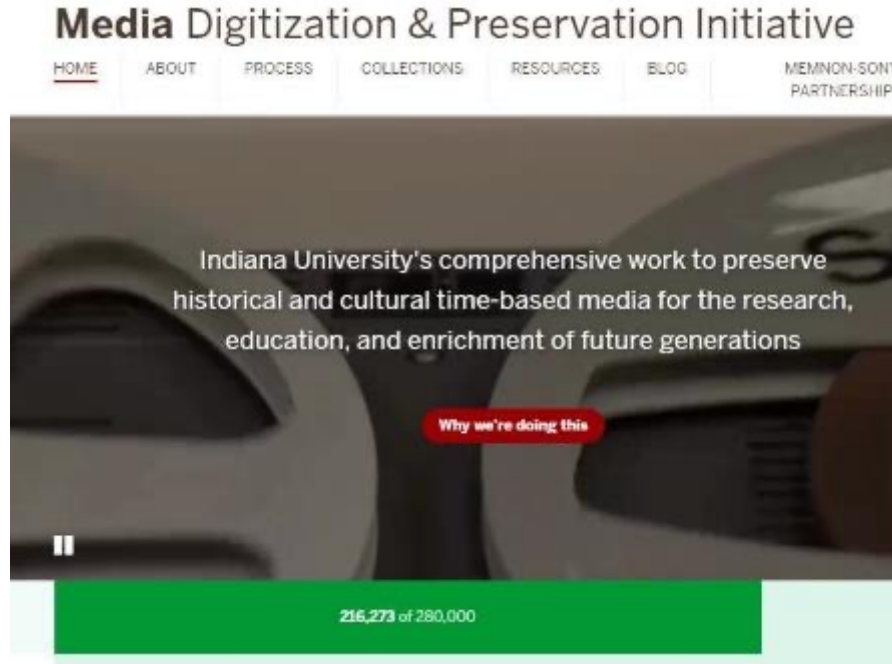 Media Digitization & Preservation Initiative
HOME ABOUT PROCESS COLLECTIONS RESOURCES BLOG MEMNON-SONY
PARTNERSHIP
Indiana University's comprehensive work to preserve
historical and cultural time-based media for the research,
education, and enrichment of future generations
Why we're doing this
216,273 of 280,000